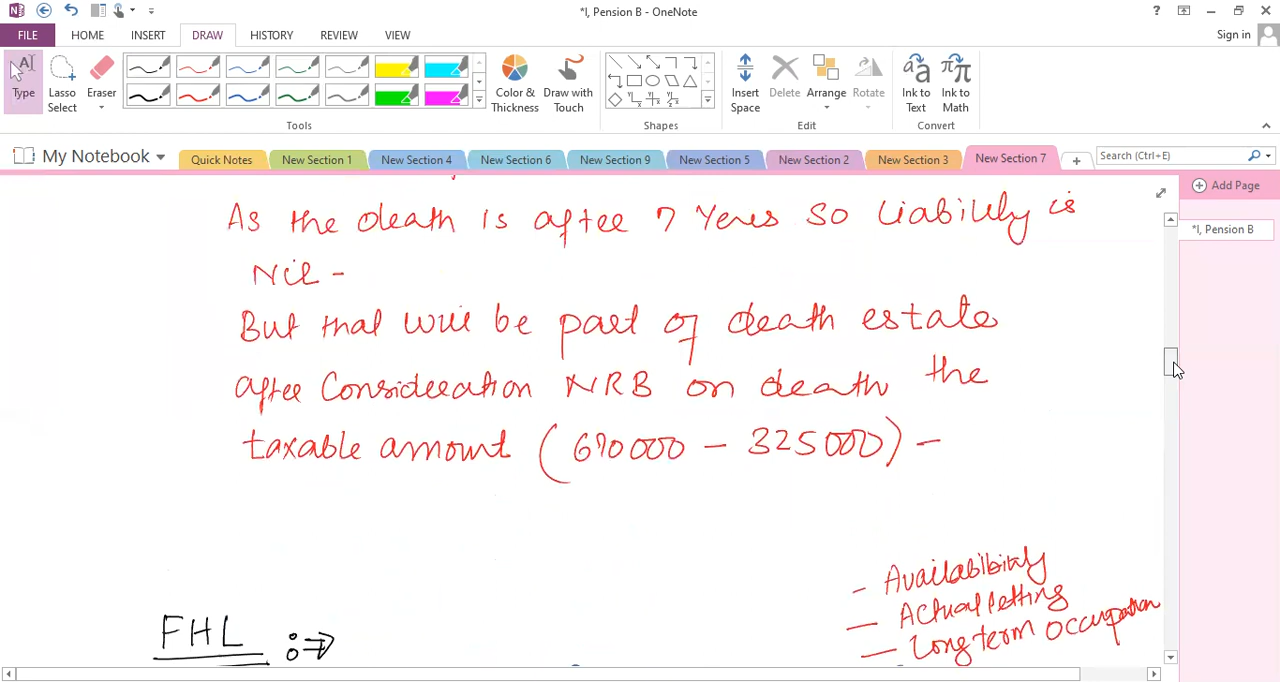 *I, Pension B - OneNote
Sign in
FILE HOME INSERT DRAW HISTORY REVIEW VIEW
Type
Lasso Select
Eraser
Color & Thickness
Draw with Touch
Insert Space
Delete
Arrange
Rotate
Ink to Text
Ink to Math
Tools
Shapes
Edit
Convert
My Notebook
Quick Notes New Section 1 New Section 4 New Section 6 New Section 9 New Section 5 New Section 2 New Section 3 New Section 7
Search (Ctrl+E)
Add Page
*I, Pension B
As the death is after 7 Yeres So Liability is
Nil -
But that will be part of death estate
after Consideration NRB on death the
taxable amount (670000 - 325000) -
- Availability
- Actual letting
- Long term occupation
FHL :⇒